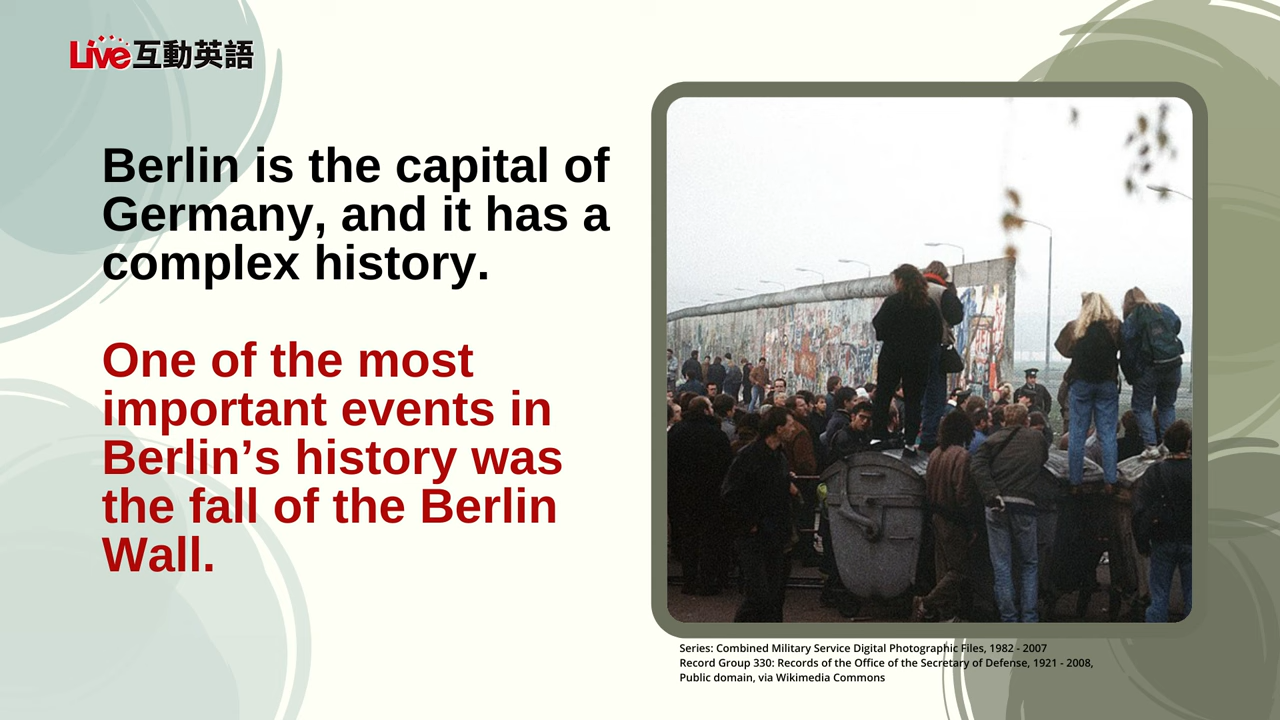 Live互動英語
Berlin is the capital of
Germany, and it has a
complex history.
One of the most
important events in
Berlin’s history was
the fall of the Berlin
Wall.
Series: Combined Military Service Digital Photographic Files, 1982 - 2007
Record Group 330: Records of the Office of the Secretary of Defense, 1921 - 2008,
Public domain, via Wikimedia Commons